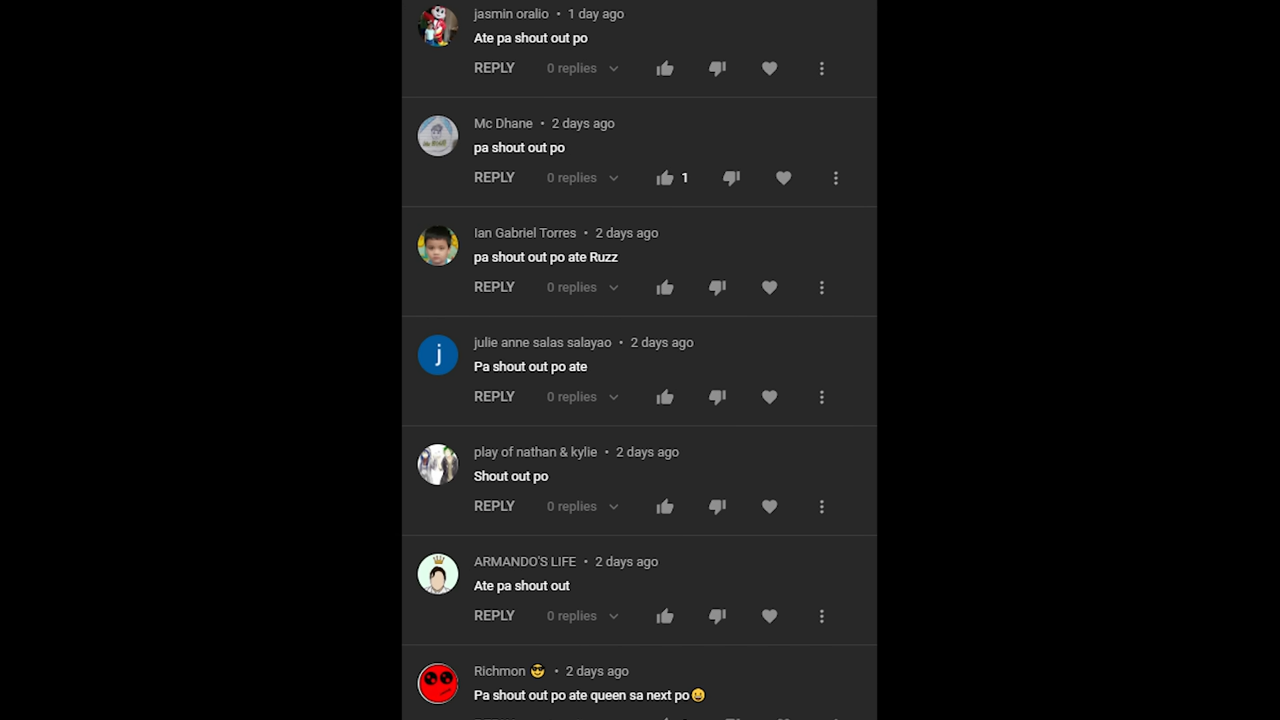 jasmin oralio • 1 day ago
Ate pa shout out po
REPLY 0 replies
Mc Dhane • 2 days ago
pa shout out po
REPLY 0 replies 1
Ian Gabriel Torres • 2 days ago
pa shout out po ate Ruzz
REPLY 0 replies
j
julie anne salas salayao • 2 days ago
Pa shout out po ate
REPLY 0 replies
play of nathan & kylie • 2 days ago
Shout out po
REPLY 0 replies
ARMANDO'S LIFE • 2 days ago
Ate pa shout out
REPLY 0 replies
Richmon 😎 • 2 days ago
Pa shout out po ate queen sa next po😃